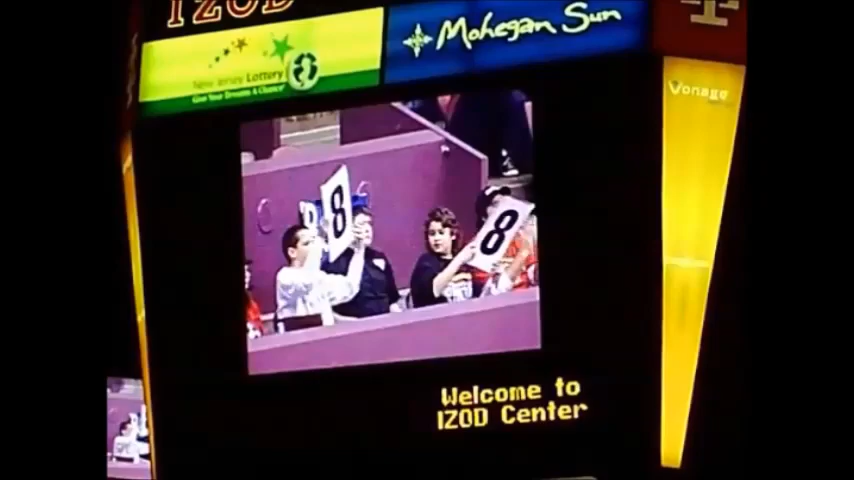 IZOD
Mohegan Sun
New Jersey Lottery
Give Your Dreams A Chance
Vonage
8
8
Welcome to
IZOD Center